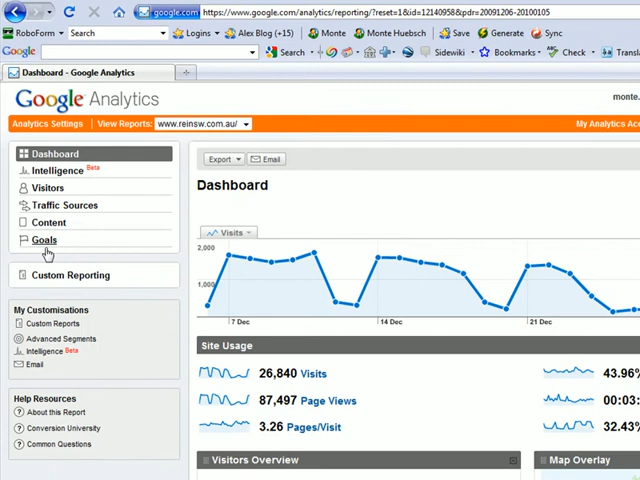 google.com https://www.google.com/analytics/reporting/?reset=1&id=12140958&pdr=20091206-20100105
RoboForm Search Logins Alex Blog (+15) Monte Monte Huebsch Save Generate Sync
Google Search Sidewiki Bookmarks Check Transla
Dashboard - Google Analytics
Google Analytics
monte.
Analytics Settings View Reports: www.reinsw.com.au/ My Analytics Acc
Dashboard
Intelligence Beta
Visitors
Traffic Sources
Content
Goals
Custom Reporting
My Customisations
Custom Reports
Advanced Segments
Intelligence Beta
Email
Help Resources
About this Report
Conversion University
Common Questions
Export Email
Dashboard
Visits
2,000
1,000
7 Dec 14 Dec 21 Dec
Site Usage
26,840 Visits 43.96%
87,497 Page Views 00:03:
3.26 Pages/Visit 32.43%
Visitors Overview Map Overlay